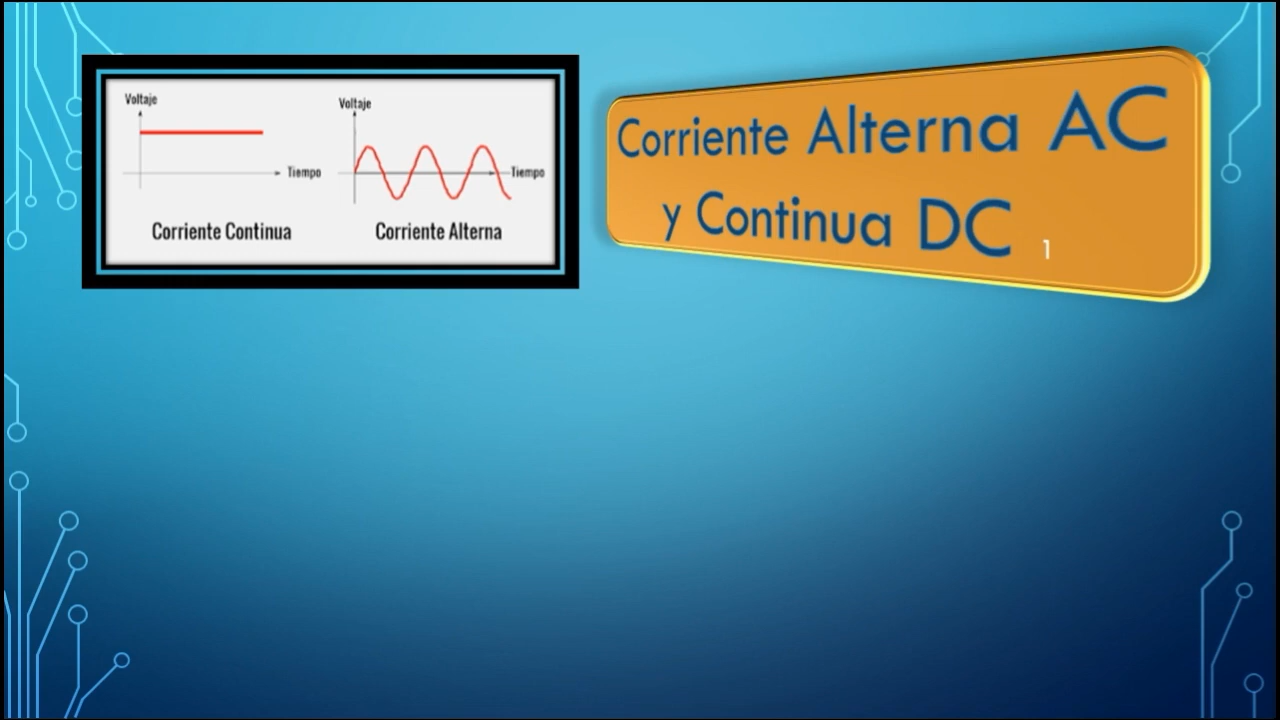 Voltaje
Tiempo
Corriente Continua
Voltaje
Tiempo
Corriente Alterna
Corriente Alterna AC
y Continua DC
1